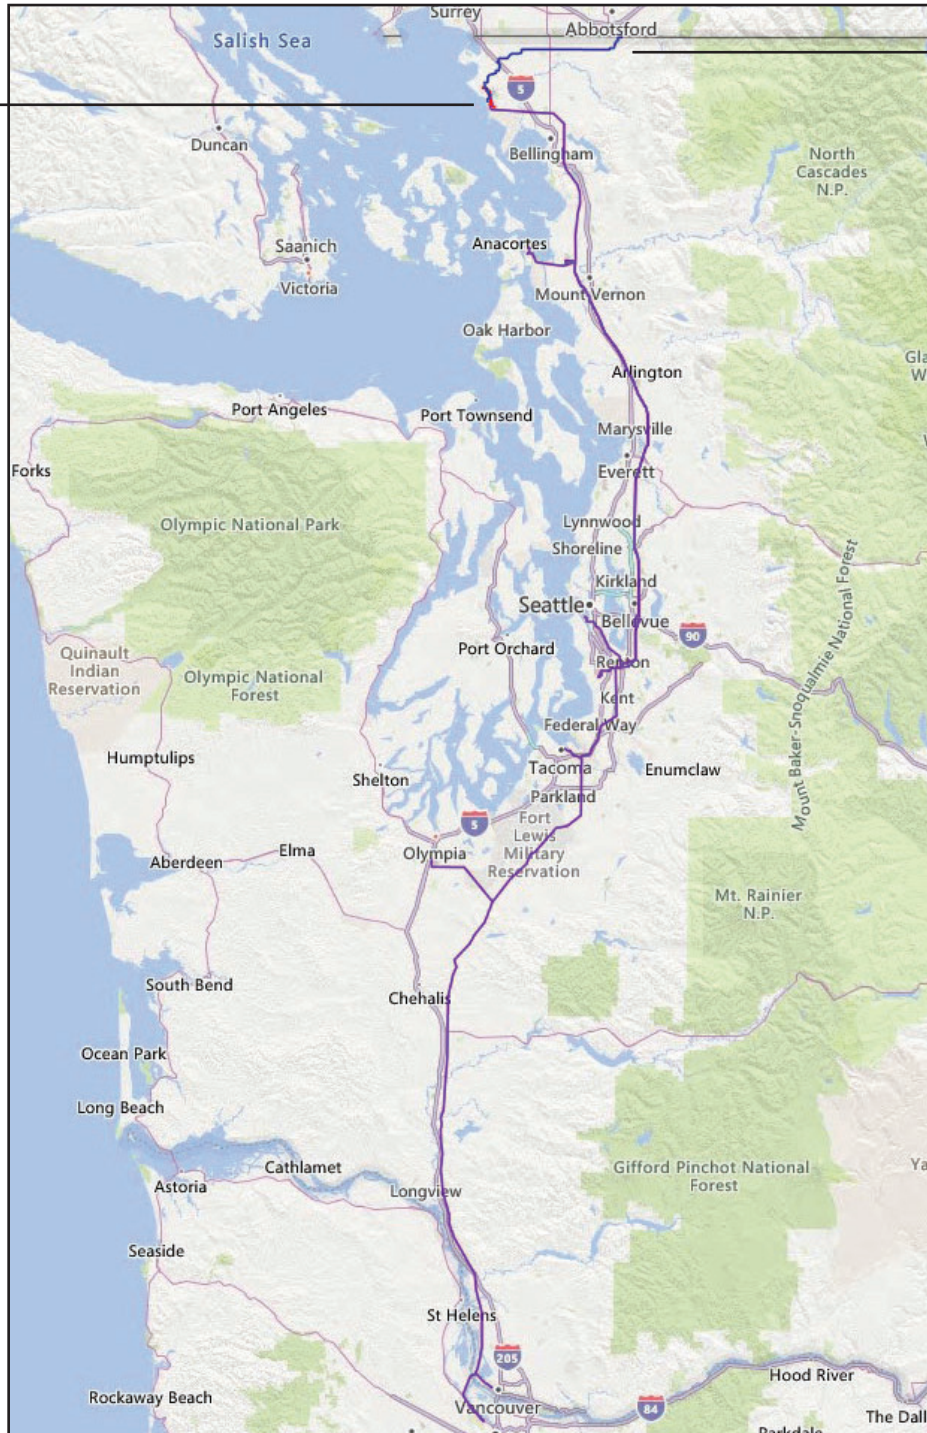 Surrey
Abbotsford
Salish Sea
5
Duncan
Bellingham
North
Cascades
N.P.
Anacortes
Saanich
Victoria
Mount Vernon
Oak Harbor
Arlington
Port Angeles
Port Townsend
Marysville
Forks
Everett
Olympic National Park
Lynnwood
Shoreline
Kirkland
Seattle
Bellevue
90
Port Orchard
Renton
Quinault
Indian
Reservation
Olympic National
Forest
Kent
Federal Way
Mount Baker-Snoqualmie National Forest
Humptulips
Tacoma
Enumclaw
Shelton
Parkland
5
Fort
Lewis
Military
Reservation
Elma
Olympia
Aberdeen
Mt. Rainier
N.P.
South Bend
Chehalis
Ocean Park
Long Beach
Cathlamet
Gifford Pinchot National
Forest
Astoria
Longview
Seaside
St Helens
205
Hood River
Rockaway Beach
Vancouver
84
The Dall